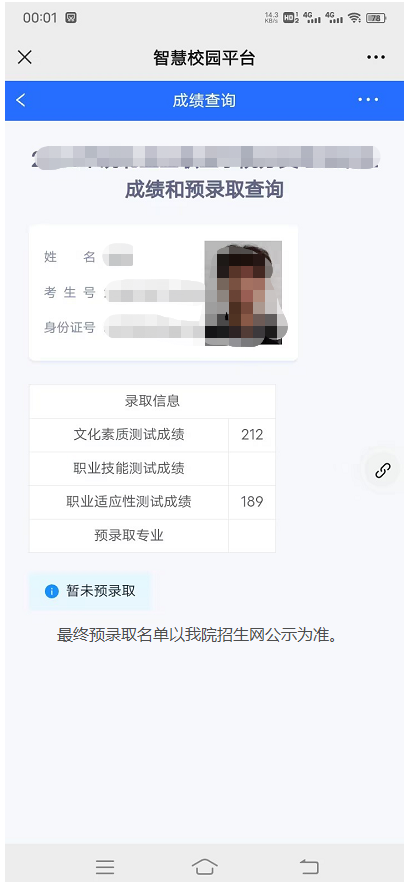 00:01 14.3 KB/s HD 1 2 4G 4G 78
智慧校园平台
成绩查询
成绩和预录取查询
姓 名
考 生 号 :
身份证号 :
录取信息
文化素质测试成绩 212
职业技能测试成绩
职业适应性测试成绩 189
预录取专业
暂未预录取
最终预录取名单以我院招生网公示为准。